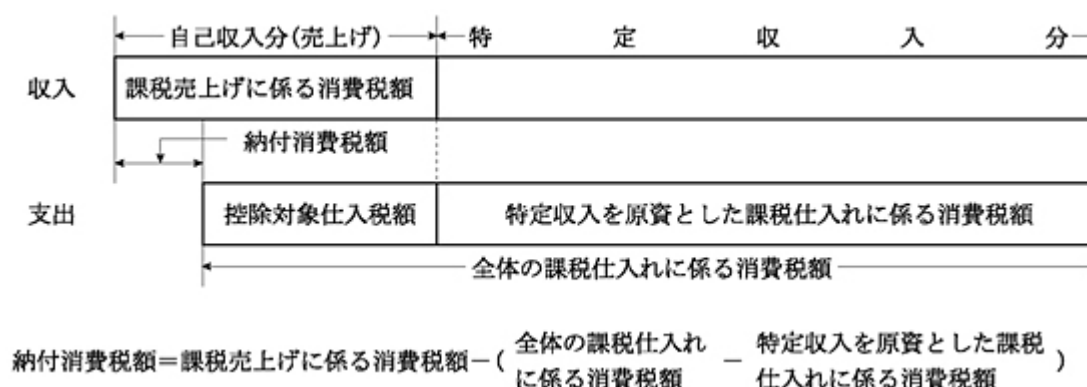 自己収入分(売上げ) 特定収入分
収入 課税売上げに係る消費税額
納付消費税額
支出 控除対象仕入税額 特定収入を原資とした課税仕入れに係る消費税額
全体の課税仕入れに係る消費税額
納付消費税額=課税売上げに係る消費税額-( 全体の課税仕入れに係る消費税額 - 特定収入を原資とした課税仕入れに係る消費税額 )